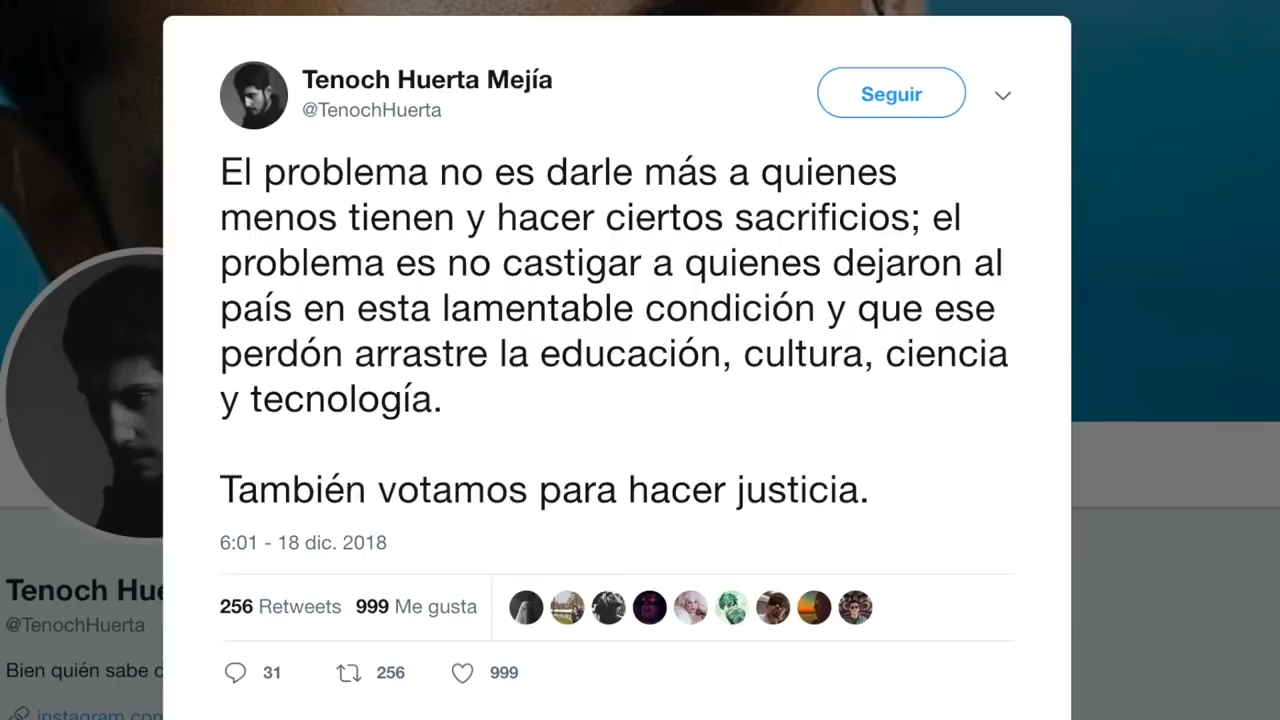 Tenoch Huerta Mejía
@TenochHuerta
Seguir
El problema no es darle más a quienes
menos tienen y hacer ciertos sacrificios; el
problema es no castigar a quienes dejaron al
país en esta lamentable condición y que ese
perdón arrastre la educación, cultura, ciencia
y tecnología.
También votamos para hacer justicia.
6:01 - 18 dic. 2018
256 Retweets 999 Me gusta
31 256 999
Tenoch Hue
@TenochHuerta
Bien quién sabe
instagram.com